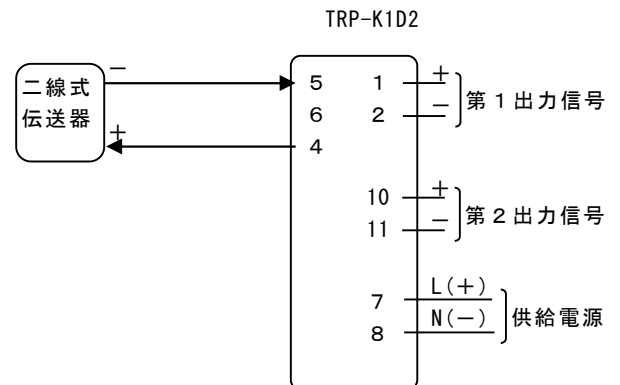 TRP-K1D2
二線式
伝送器
−
+
5
6
4
1
2
+
−
第1出力信号
10
11
+
−
第2出力信号
7
8
L(+)
N(−)
供給電源